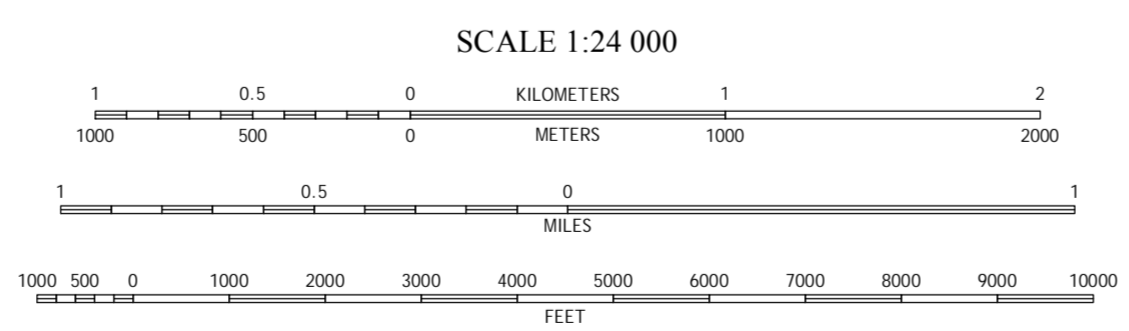 SCALE 1:24 000
1 0.5 0 KILOMETERS 1 2
1000 500 0 METERS 1000 2000
1 0.5 0 1
MILES
1000 500 0 1000 2000 3000 4000 5000 6000 7000 8000 9000 10000
FEET